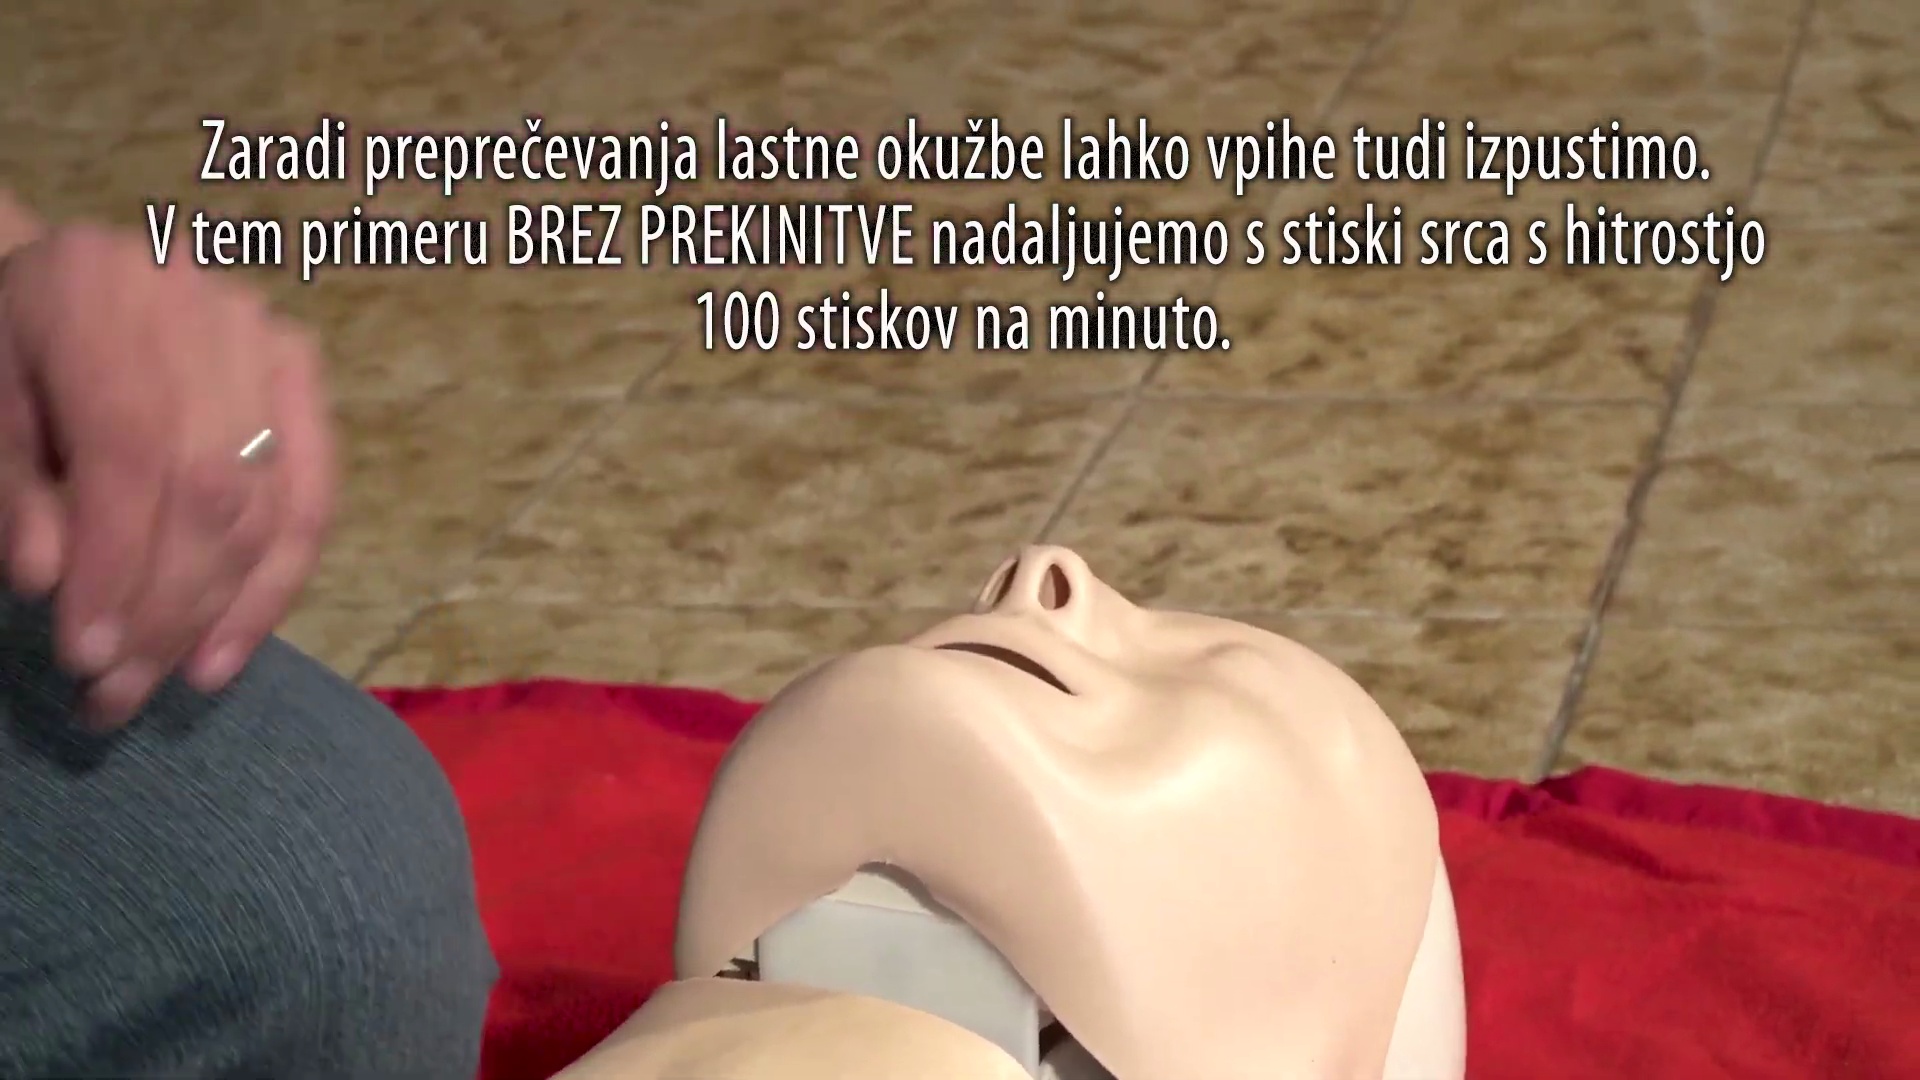 Zaradi preprečevanja lastne okužbe lahko vpihe tudi izpustimo.
V tem primeru BREZ PREKINITVE nadaljujemo s stiski srca s hitrostjo
100 stiskov na minuto.